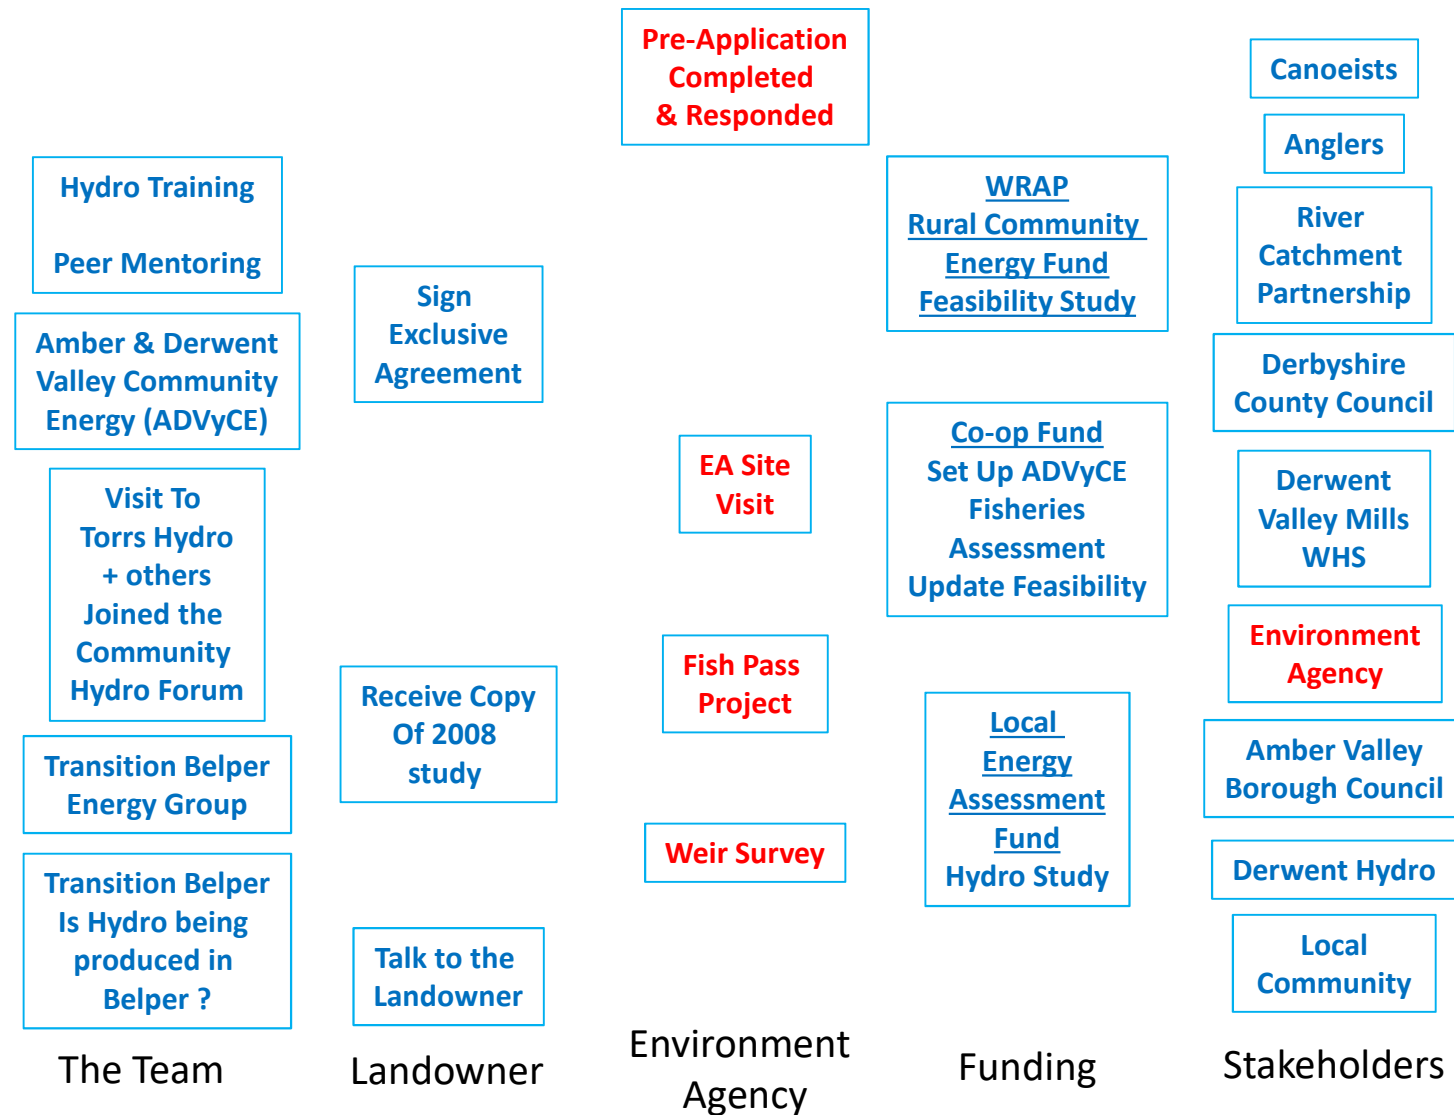 Hydro Training
Peer Mentoring
Amber & Derwent
Valley Community
Energy (ADVyCE)
Visit To
Torrs Hydro
+ others
Joined the
Community
Hydro Forum
Transition Belper
Energy Group
Transition Belper
Is Hydro being
produced in
Belper ?
The Team
Sign
Exclusive
Agreement
Receive Copy
Of 2008
study
Talk to the
Landowner
Landowner
Pre-Application
Completed
& Responded
EA Site
Visit
Fish Pass
Project
Weir Survey
Environment
Agency
WRAP
Rural Community
Energy Fund
Feasibility Study
Co-op Fund
Set Up ADVyCE
Fisheries
Assessment
Update Feasibility
Local
Energy
Assessment
Fund
Hydro Study
Funding
Canoeists
Anglers
River
Catchment
Partnership
Derbyshire
County Council
Derwent
Valley Mills
WHS
Environment
Agency
Amber Valley
Borough Council
Derwent Hydro
Local
Community
Stakeholders